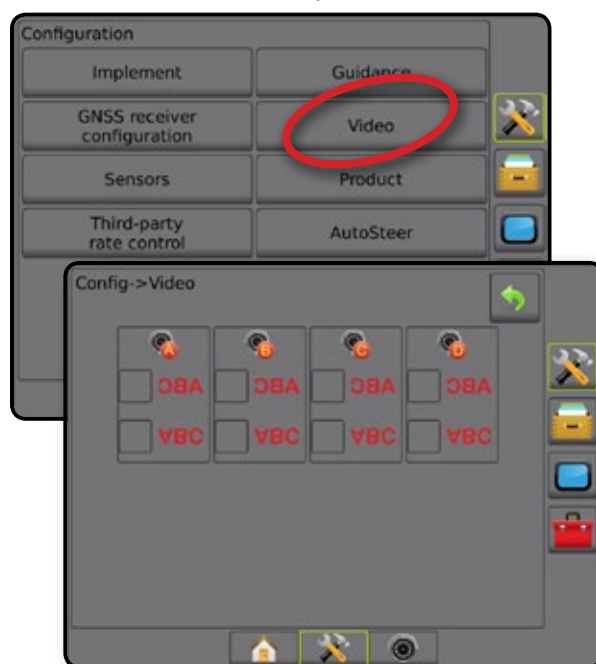 Configuration
Implement
Guidance
GNSS receiver
configuration
Video
Sensors
Product
Third-party
rate control
AutoSteer
Config->Video
A
B
C
D
ABC
ABC
ABC
ABC
ABC
ABC
ABC
ABC